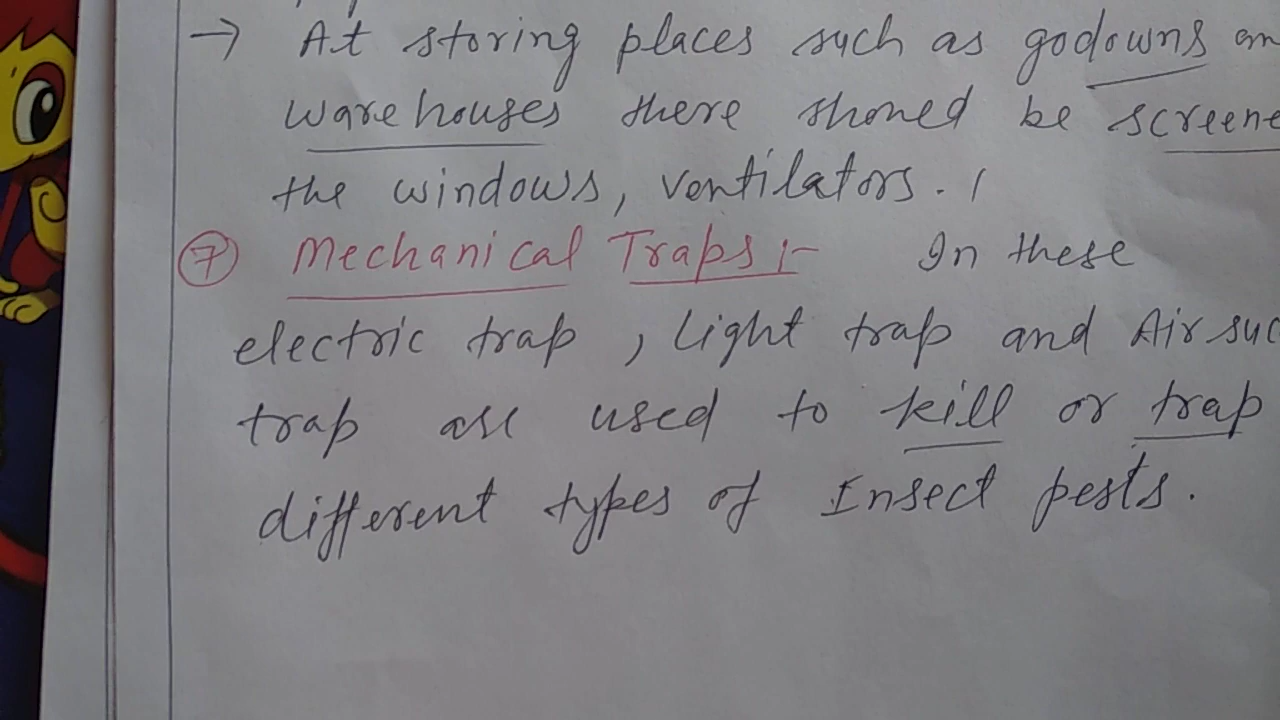 → At storing places such as godowns an
warehouses there shoued be screene
the windows, ventilators.
⑦ Mechanical Traps :-  In these
electric trap, light trap and Air suc
trap are used to kill or trap
different types of Insect pests.